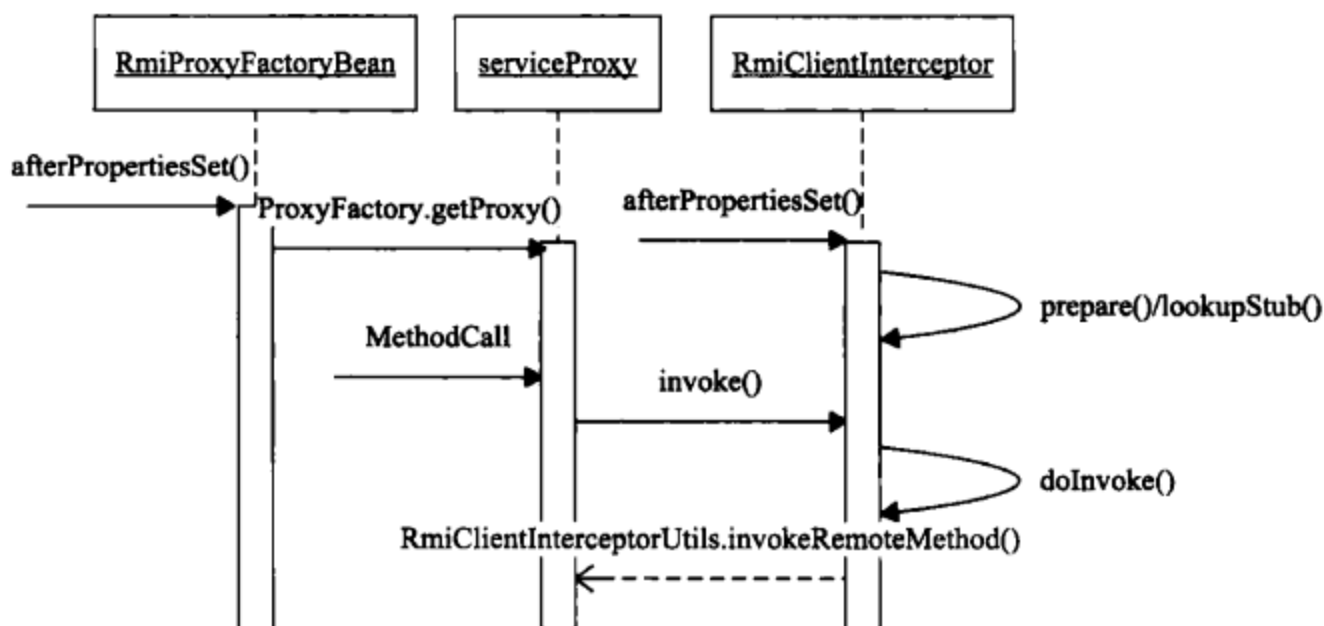 RmiProxyFactoryBean
serviceProxy
RmiClientInterceptor
afterPropertiesSet()
ProxyFactory.getProxy()
afterPropertiesSet()
prepare()/lookupStub()
MethodCall
invoke()
doInvoke()
RmiClientInterceptorUtils.invokeRemoteMethod()